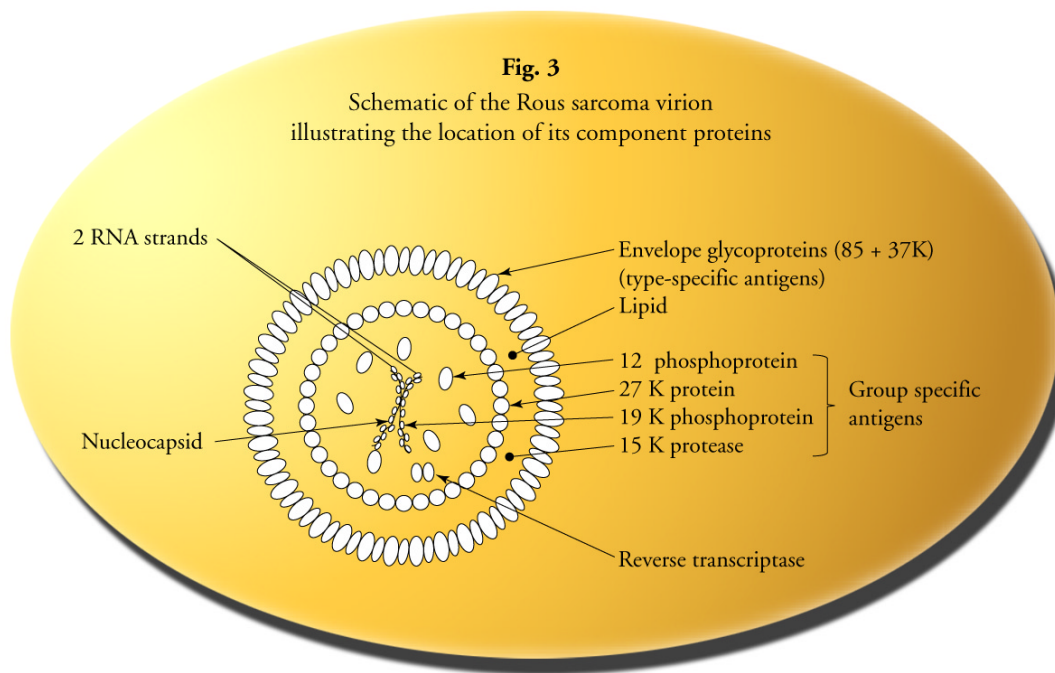 Fig. 3
Schematic of the Rous sarcoma virion
illustrating the location of its component proteins
2 RNA strands
Nucleocapsid
Envelope glycoproteins (85 + 37K)
(type-specific antigens)
Lipid
12 phosphoprotein
27 K protein
19 K phosphoprotein
15 K protease
Group specific
antigens
Reverse transcriptase